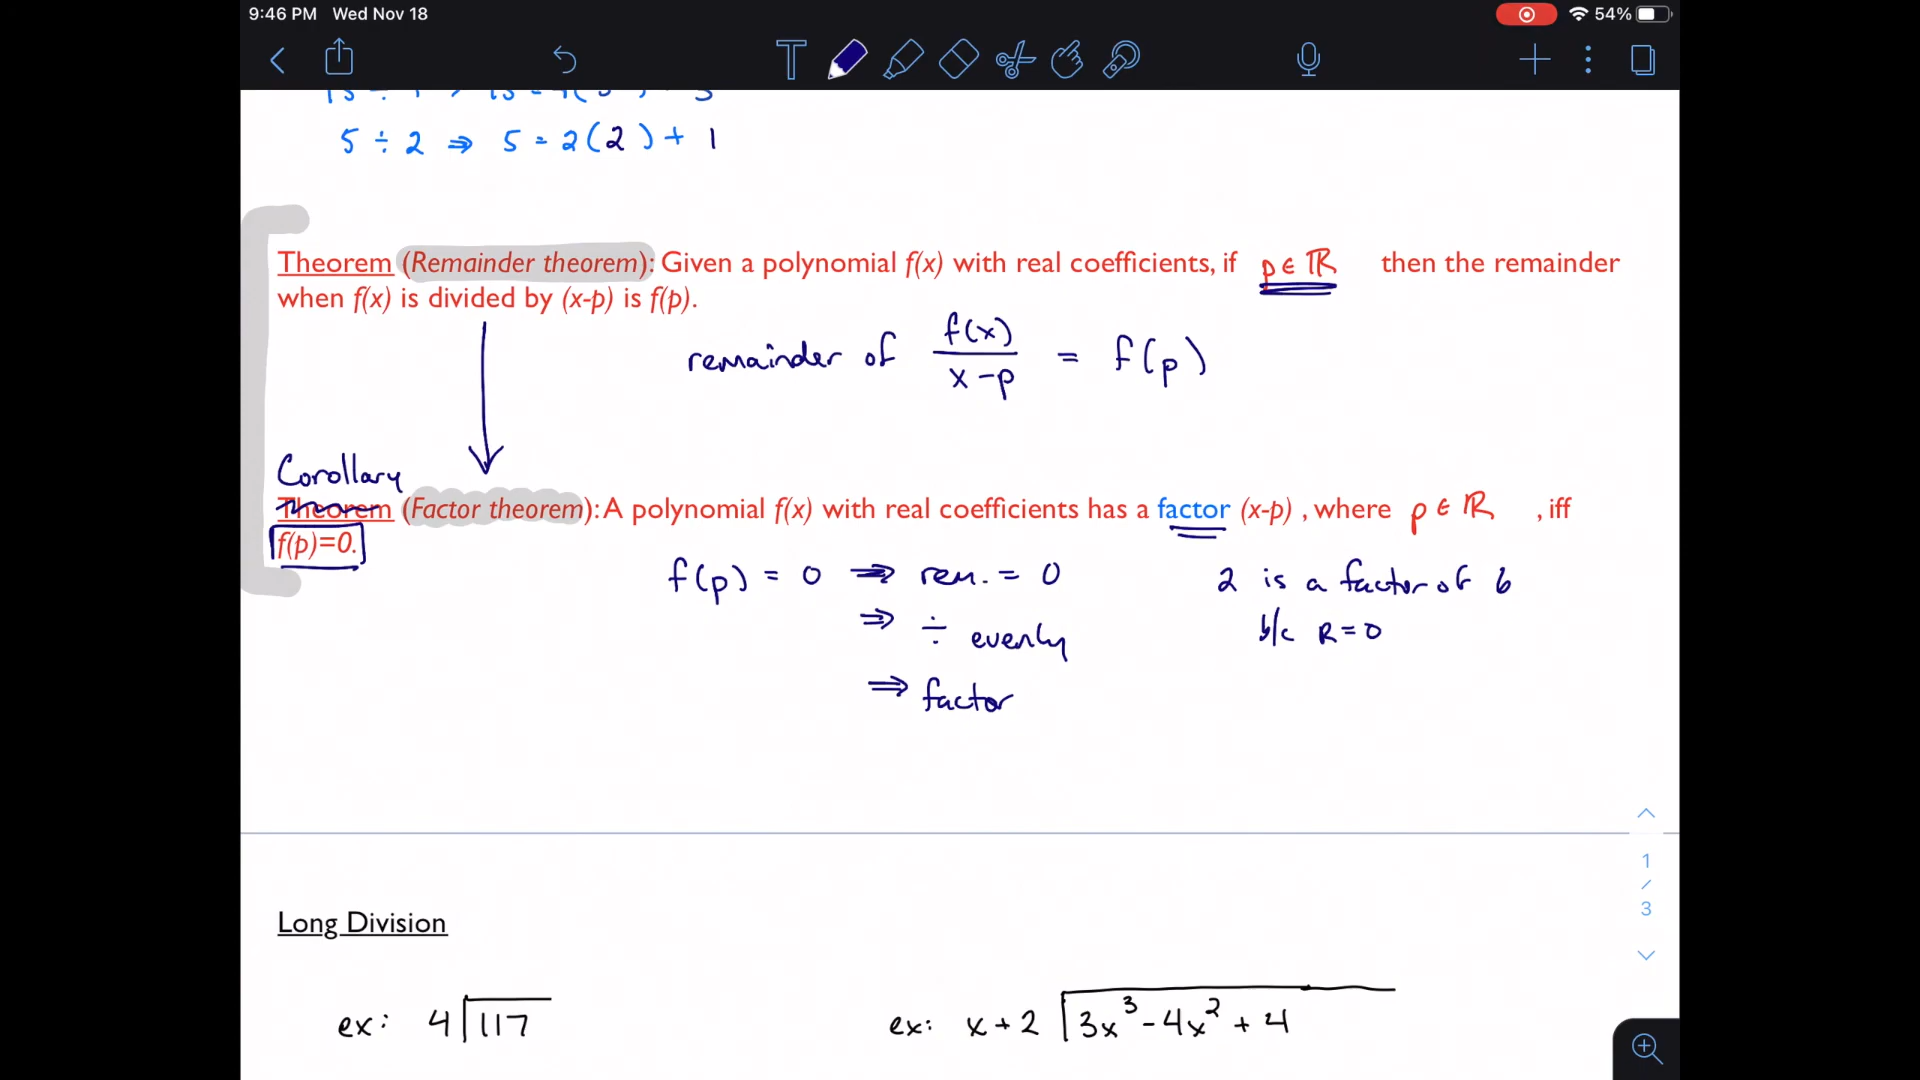 9:46 PM Wed Nov 18
54%
5 ÷ 2 ⇒ 5 = 2(2) + 1
Theorem (Remainder theorem): Given a polynomial f(x) with real coefficients, if p ∈ ℝ then the remainder
when f(x) is divided by (x-p) is f(p).
remainder of f(x)/x-p = f(p)
Corollary
Theorem (Factor theorem): A polynomial f(x) with real coefficients has a factor (x-p) , where p ∈ ℝ , iff
f(p)=0.
f(p) = 0 ⇒ rem. = 0
⇒ ÷ evenly
⇒ factor
2 is a factor of 6
b/c R=0
1
/
3
Long Division
ex: 4⟌117
ex: x+2⟌3x³-4x²+4